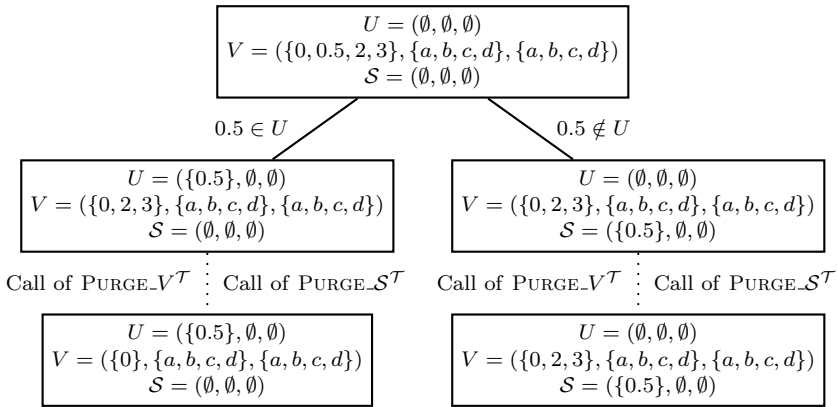 U = (∅, ∅, ∅)
V = ({0, 0.5, 2, 3}, {a, b, c, d}, {a, b, c, d})
𝒮 = (∅, ∅, ∅)
0.5 ∈ U
0.5 ∉ U
U = ({0.5}, ∅, ∅)
V = ({0, 2, 3}, {a, b, c, d}, {a, b, c, d})
𝒮 = (∅, ∅, ∅)
U = (∅, ∅, ∅)
V = ({0, 2, 3}, {a, b, c, d}, {a, b, c, d})
𝒮 = ({0.5}, ∅, ∅)
Call of PURGE_V^𝒯
Call of PURGE_𝒮^𝒯
Call of PURGE_V^𝒯
Call of PURGE_𝒮^𝒯
U = ({0.5}, ∅, ∅)
V = ({0}, {a, b, c, d}, {a, b, c, d})
𝒮 = (∅, ∅, ∅)
U = (∅, ∅, ∅)
V = ({0, 2, 3}, {a, b, c, d}, {a, b, c, d})
𝒮 = ({0.5}, ∅, ∅)